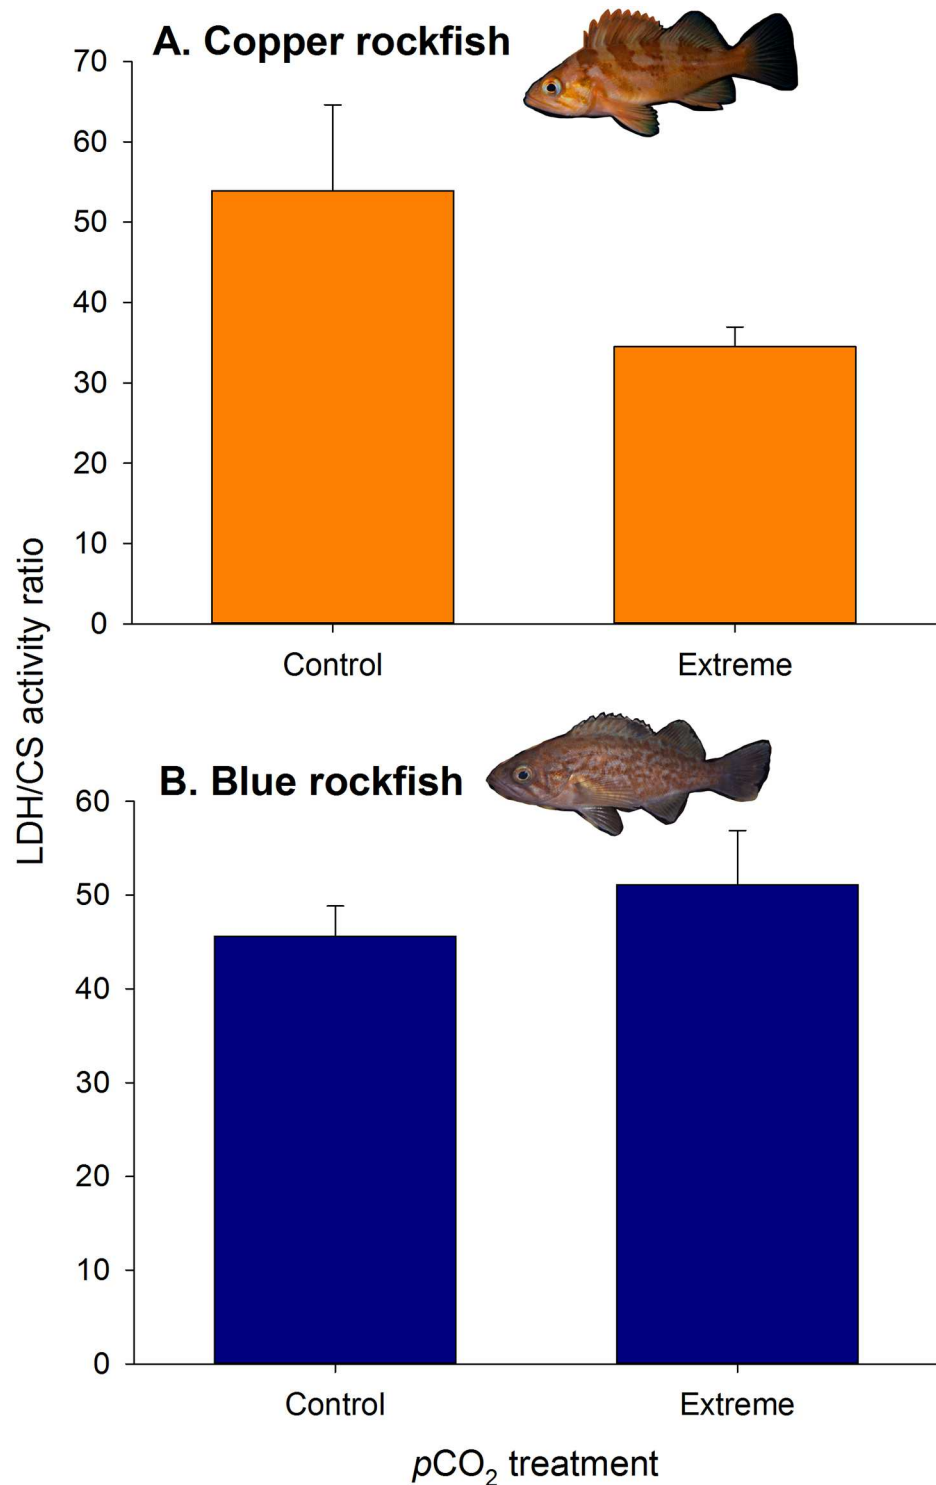 A. Copper rockfish
70
60
50
40
30
20
10
0
Control Extreme
LDH/CS activity ratio
B. Blue rockfish
60
50
40
30
20
10
0
Control Extreme
pCO₂ treatment